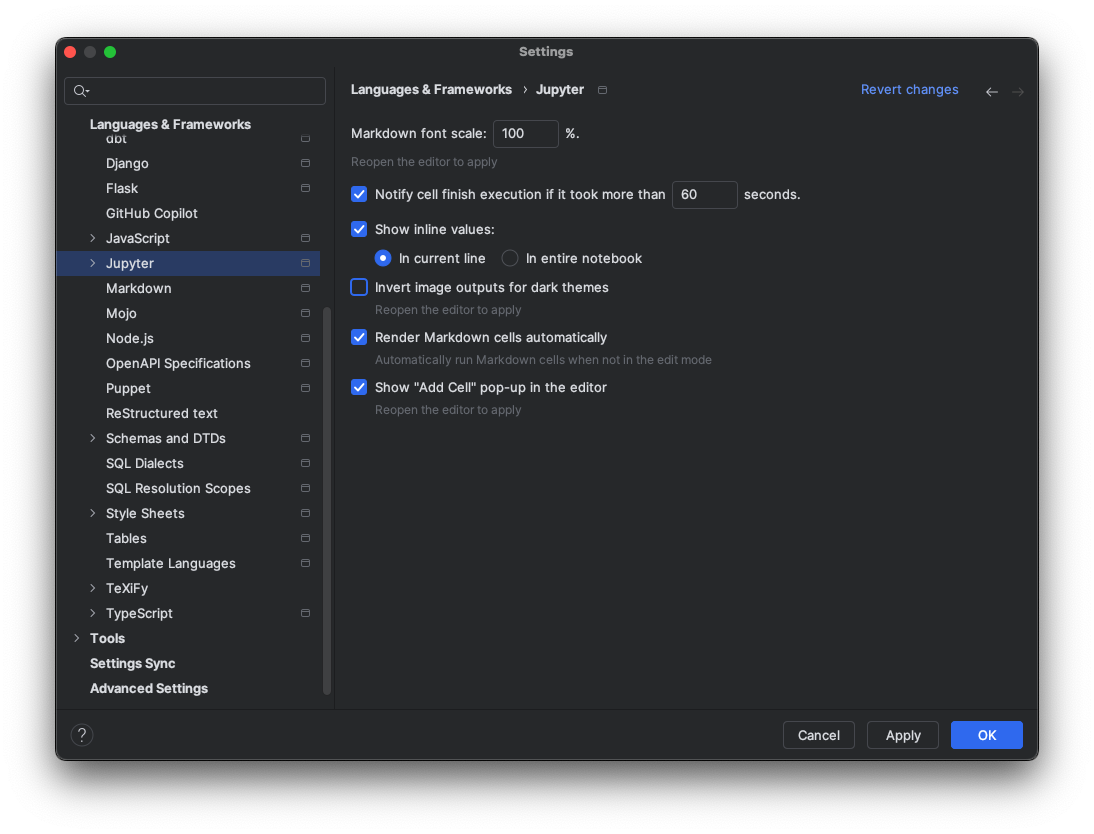 Settings
Languages & Frameworks › Jupyter
Revert changes
Languages & Frameworks
dbt
Django
Flask
GitHub Copilot
JavaScript
Jupyter
Markdown
Mojo
Node.js
OpenAPI Specifications
Puppet
ReStructured text
Schemas and DTDs
SQL Dialects
SQL Resolution Scopes
Style Sheets
Tables
Template Languages
TeXiFy
TypeScript
Tools
Settings Sync
Advanced Settings
Markdown font scale: 100 %.
Reopen the editor to apply
Notify cell finish execution if it took more than 60 seconds.
Show inline values:
In current line In entire notebook
Invert image outputs for dark themes
Reopen the editor to apply
Render Markdown cells automatically
Automatically run Markdown cells when not in the edit mode
Show "Add Cell" pop-up in the editor
Reopen the editor to apply
?
Cancel Apply OK